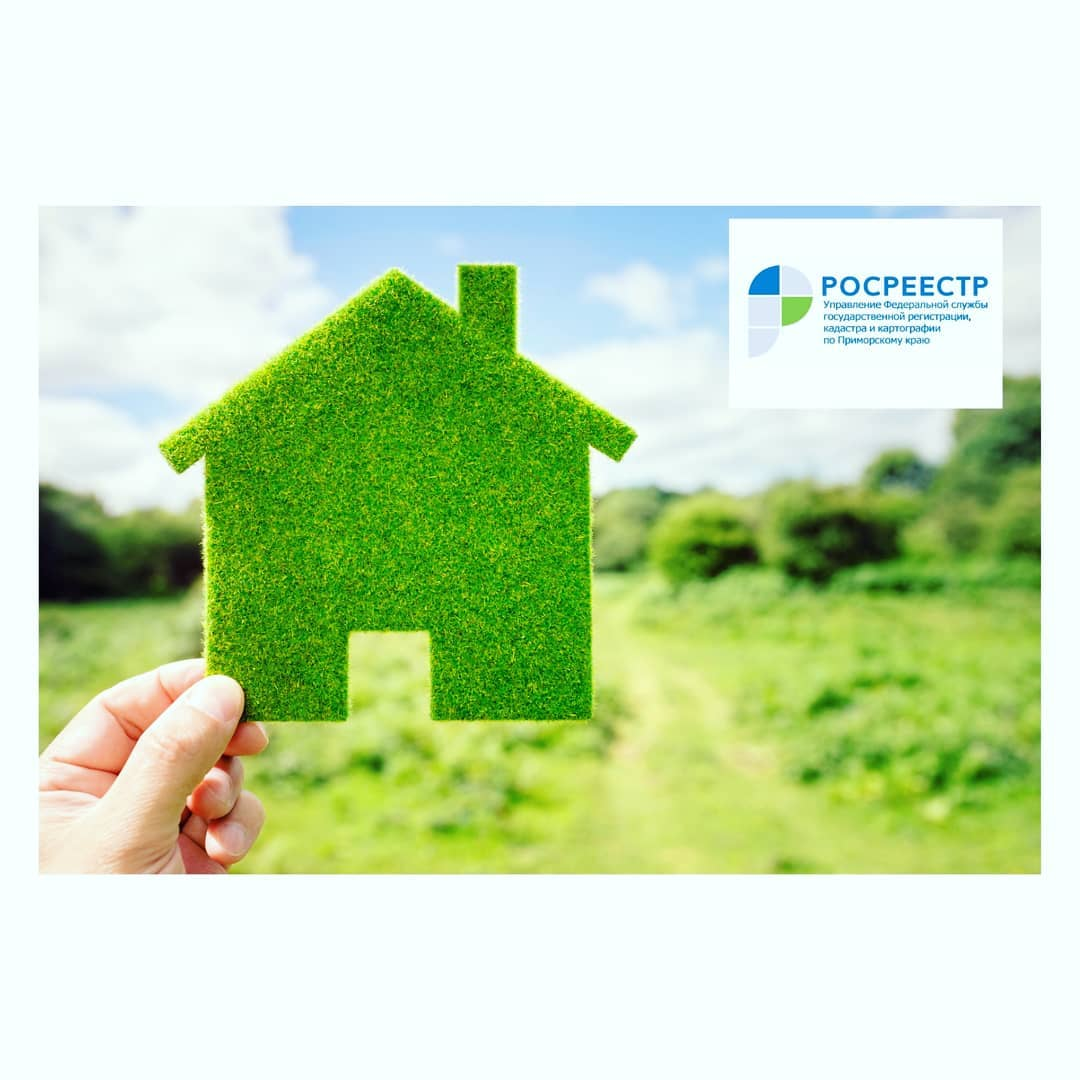 РОСРЕЕСТР
Управление Федеральной службы
государственной регистрации,
кадастра и картографии
по Приморскому краю